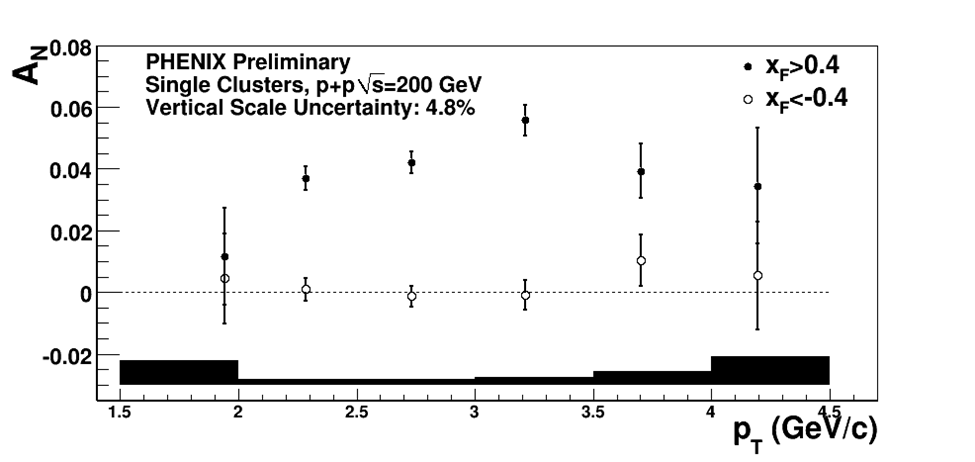 A_N
0.08
0.06
0.04
0.02
0
-0.02
PHENIX Preliminary
Single Clusters, p+p √s=200 GeV
Vertical Scale Uncertainty: 4.8%
x_F>0.4
x_F<-0.4
1.5 2 2.5 3 3.5 4 4.5
p_T (GeV/c)